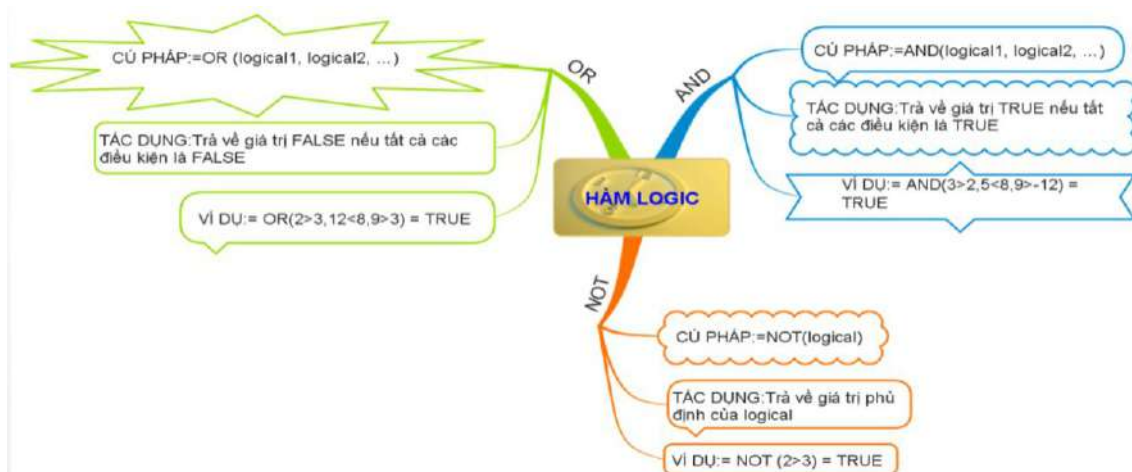 HÀM LOGIC
OR
CÚ PHÁP:=OR (logical1, logical2, ...)
TÁC DỤNG:Trả về giá trị FALSE nếu tất cả các
điều kiện là FALSE
VÍ DỤ:= OR(2>3,12<8,9>3) = TRUE
AND
CÚ PHÁP:=AND(logical1, logical2, ...)
TÁC DỤNG:Trả về giá trị TRUE nếu tất
cả các điều kiện là TRUE
VÍ DỤ:= AND(3>2,5<8,9>-12) =
TRUE
NOT
CÚ PHÁP:=NOT(logical)
TÁC DỤNG:Trả về giá trị phủ
định của logical
VÍ DỤ:= NOT (2>3) = TRUE